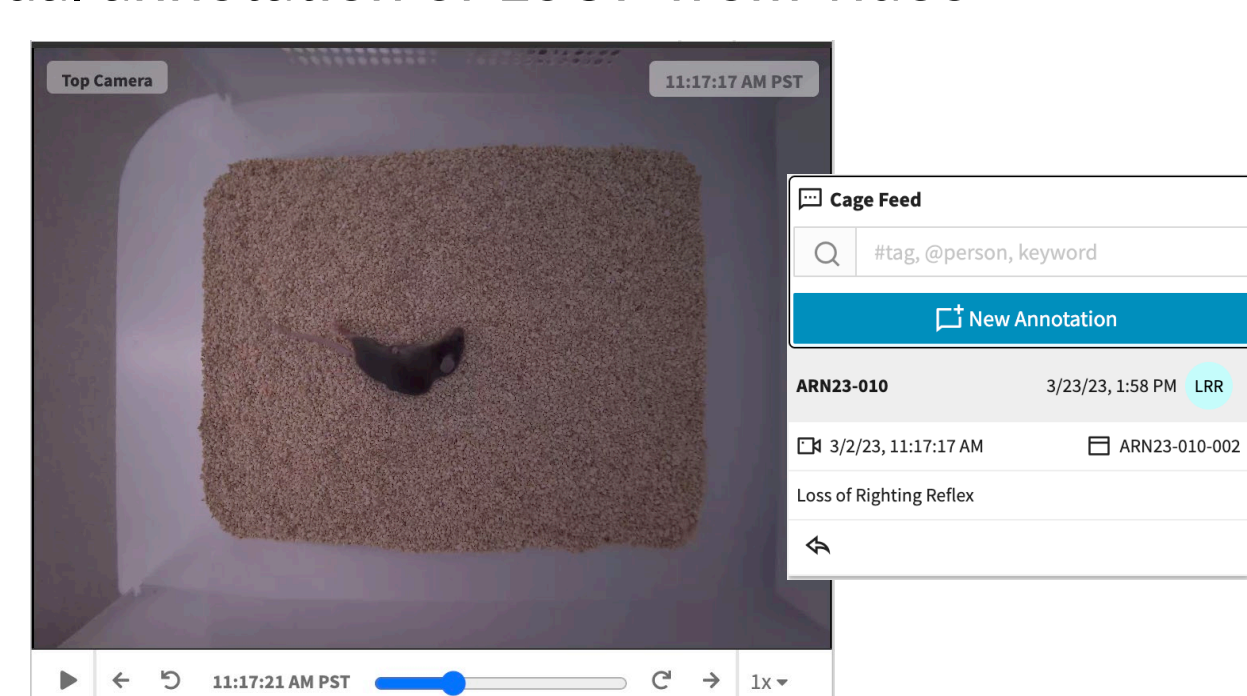 Top Camera
11:17:17 AM PST
Cage Feed
#tag, @person, keyword
New Annotation
ARN23-010 3/23/23, 1:58 PM LRR
3/2/23, 11:17:17 AM ARN23-010-002
Loss of Righting Reflex
11:17:21 AM PST 1x